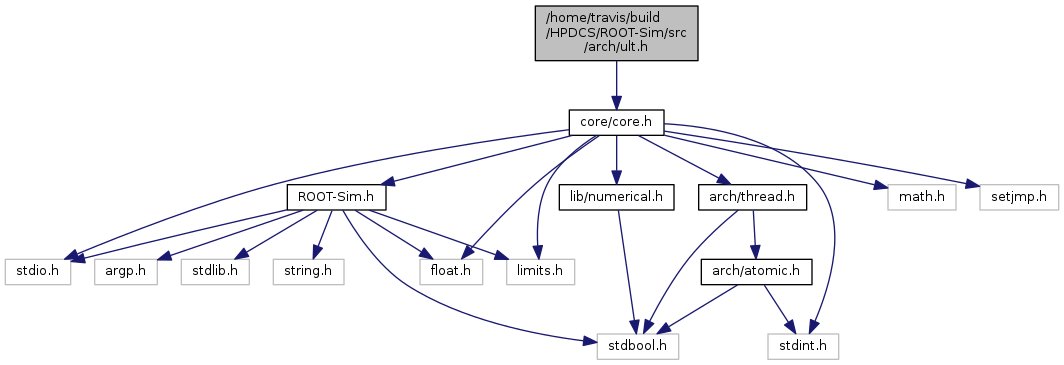 /home/travis/build
/HPDCS/ROOT-Sim/src
/arch/ult.h
core/core.h
ROOT-Sim.h
lib/numerical.h
arch/thread.h
math.h
setjmp.h
stdio.h
argp.h
stdlib.h
string.h
float.h
limits.h
arch/atomic.h
stdbool.h
stdint.h